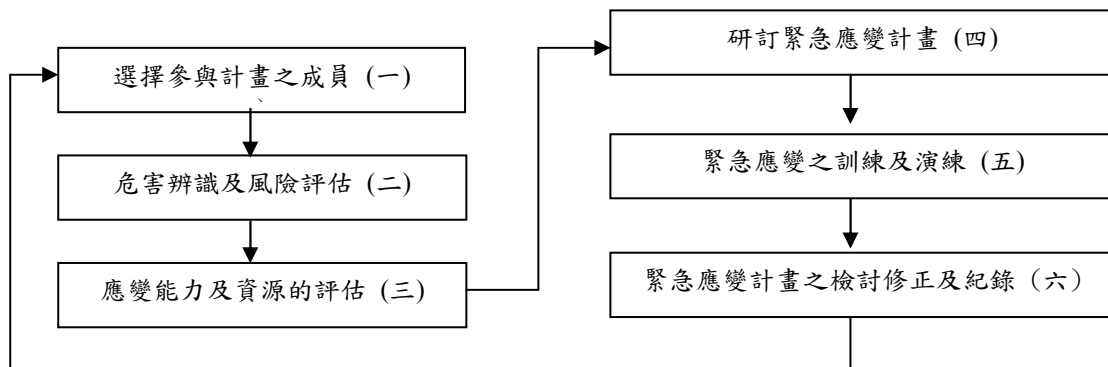 選擇參與計畫之成員 (一)
、
危害辨識及風險評估 (二)
應變能力及資源的評估 (三)
研訂緊急應變計畫 (四)
緊急應變之訓練及演練 (五)
緊急應變計畫之檢討修正及紀錄（六）